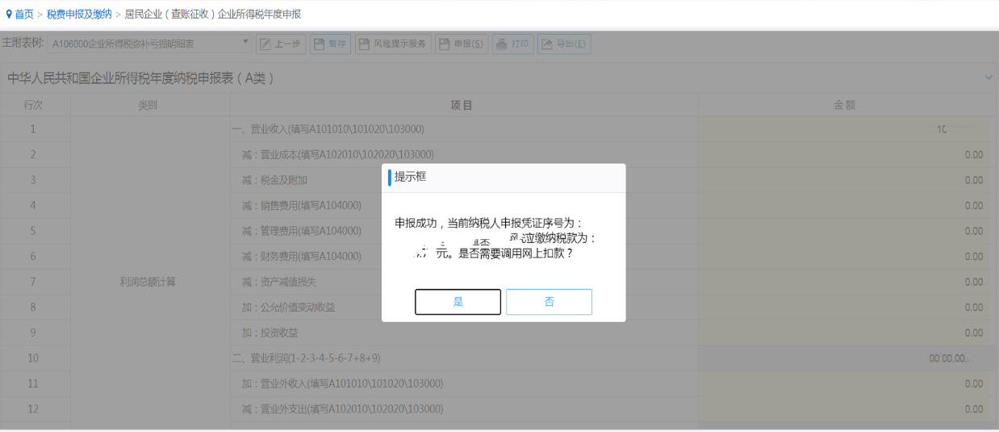 首页 > 税费申报及缴纳 > 居民企业（查账征收）企业所得税年度申报
主附表树: A106000企业所得税弥补亏损明细表 上一步 暂存 风险提示服务 申报(S) 打印 导出(E)
中华人民共和国企业所得税年度纳税申报表（A类）
行次 类别 项目 金额
1 一、营业收入(填写A101010\101020\103000) 10
2 减：营业成本(填写A102010\102020\103000) 0.00
3 减：税金及附加 0.00
4 减：销售费用(填写A104000) 0.00
5 减：管理费用(填写A104000) 0.00
6 减：财务费用(填写A104000) 0.00
7 利润总额计算 减：资产减值损失 0.00
8 加：公允价值变动收益 0.00
9 加：投资收益 0.00
10 二、营业利润(1-2-3-4-5-6-7+8+9)
11 加：营业外收入(填写A101010\101020\103000) 0.00
12 减：营业外支出(填写A102010\102020\103000) 0.00
提示框
申报成功，当前纳税人申报凭证序号为：
应缴纳税款为：
元。是否需要调用网上扣款？
是 否